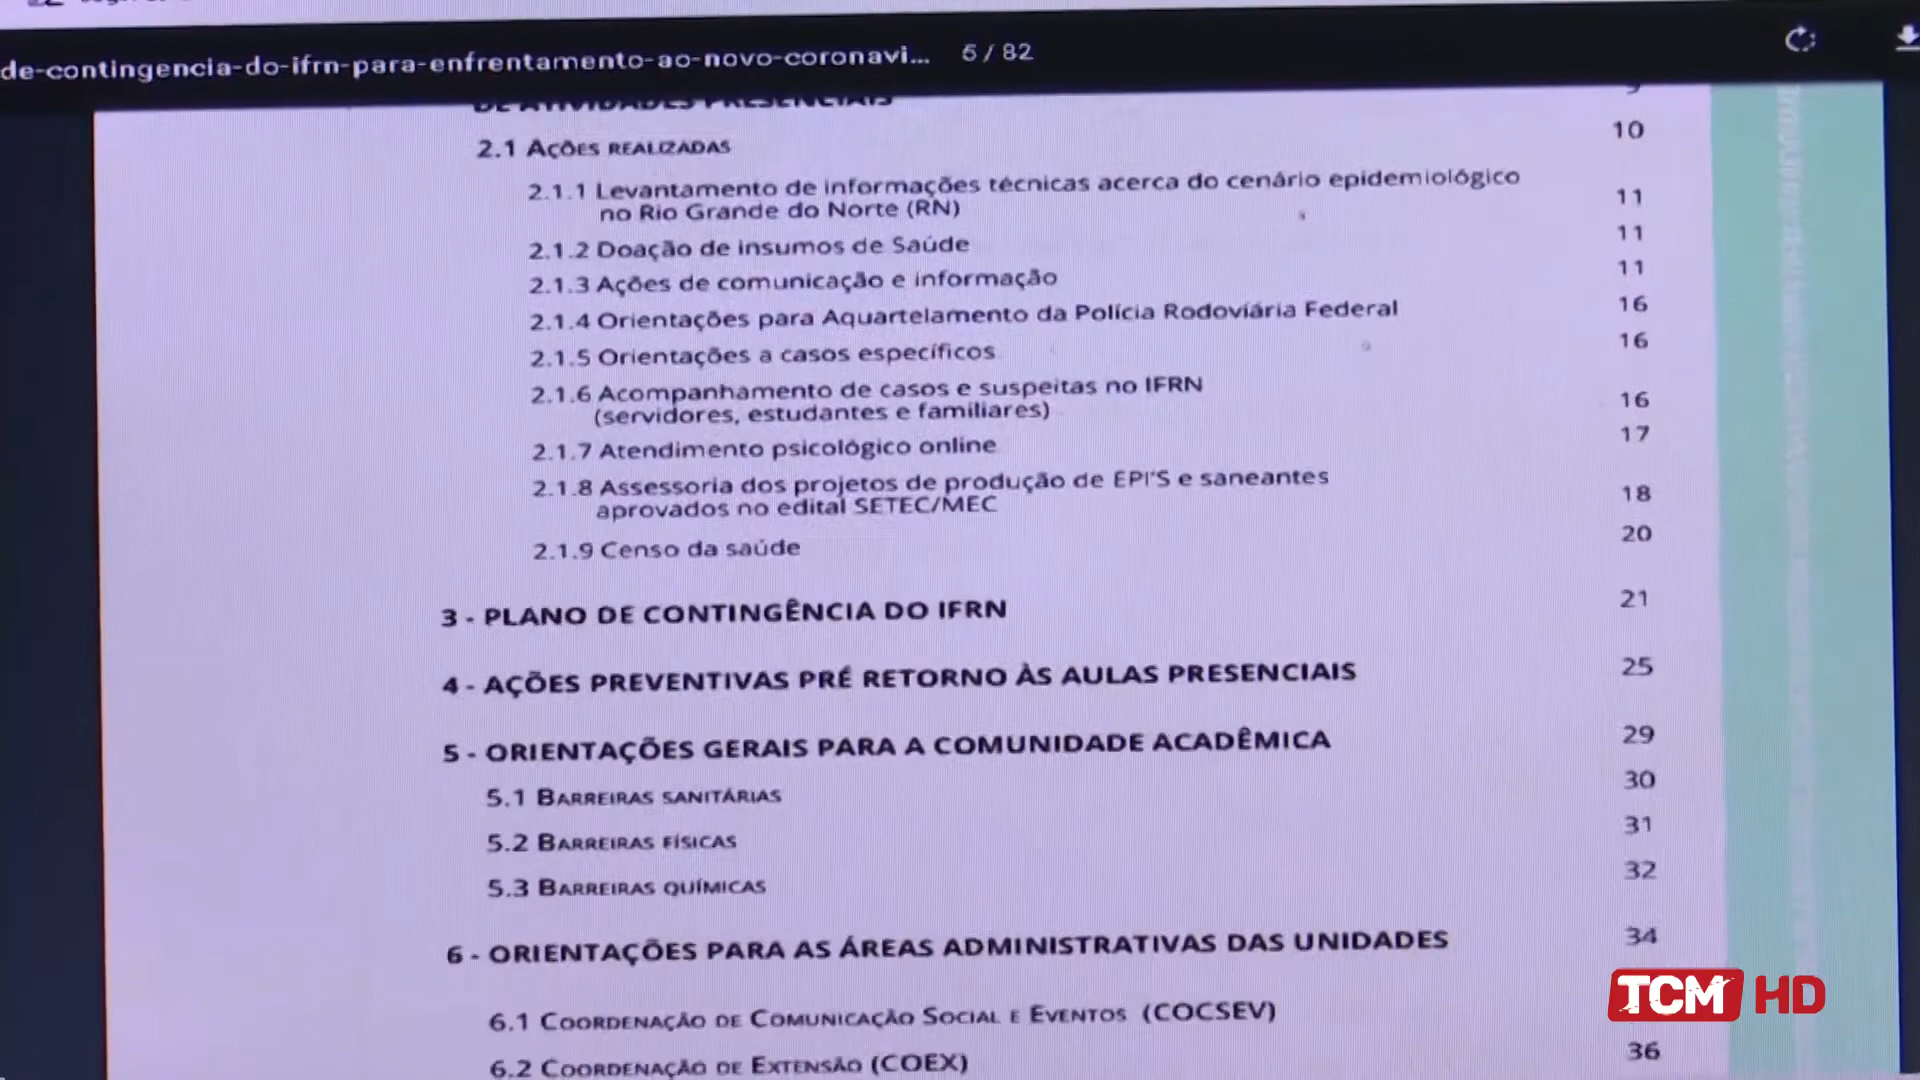 de-contingencia-do-ifrn-para-enfrentamento-ao-novo-coronavi... 6 / 82
DE ATIVIDADES PRESENCIAIS 9
2.1 AÇÕES REALIZADAS 10
2.1.1 Levantamento de informações técnicas acerca do cenário epidemiológico
no Rio Grande do Norte (RN) 11
2.1.2 Doação de insumos de Saúde 11
2.1.3 Ações de comunicação e informação 11
2.1.4 Orientações para Aquartelamento da Polícia Rodoviária Federal 16
2.1.5 Orientações a casos específicos 16
2.1.6 Acompanhamento de casos e suspeitas no IFRN
(servidores, estudantes e familiares) 16
2.1.7 Atendimento psicológico online 17
2.1.8 Assessoria dos projetos de produção de EPI'S e saneantes
aprovados no edital SETEC/MEC 18
2.1.9 Censo da saúde 20
3 - PLANO DE CONTINGÊNCIA DO IFRN 21
4 - AÇÕES PREVENTIVAS PRÉ RETORNO ÀS AULAS PRESENCIAIS 25
5 - ORIENTAÇÕES GERAIS PARA A COMUNIDADE ACADÊMICA 29
5.1 BARREIRAS SANITÁRIAS 30
5.2 BARREIRAS FÍSICAS 31
5.3 BARREIRAS QUÍMICAS 32
6 - ORIENTAÇÕES PARA AS ÁREAS ADMINISTRATIVAS DAS UNIDADES 34
6.1 COORDENAÇÃO DE COMUNICAÇÃO SOCIAL E EVENTOS (COCSEV)
6.2 COORDENAÇÃO DE EXTENSÃO (COEX) 36
TCM HD